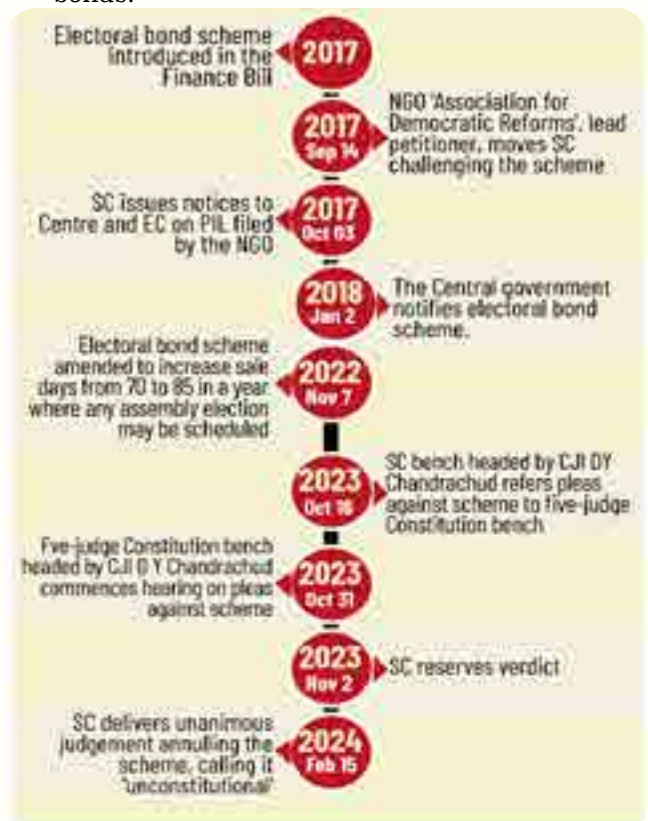 bonds.
Electoral bond scheme
introduced in the
Finance Bill
2017
2017
Sep 14
NGO 'Association for
Democratic Reforms', lead
petitioner, moves SC
challenging the scheme
SC issues notices to
Centre and EC on PIL filed
by the NGO
2017
Oct 03
2018
Jan 2
The Central government
notifies electoral bond
scheme.
Electoral bond scheme
amended to increase sale
days from 70 to 85 in a year
where any assembly election
may be scheduled
2022
Nov 7
2023
Oct 16
SC bench headed by CJI DY
Chandrachud refers pleas
against scheme to five-judge
Constitution bench
Fve-judge Constitution bench
headed by CJI D Y Chandrachud
commences hearing on pleas
against scheme
2023
Oct 31
2023
Nov 2
SC reserves verdict
SC delivers unanimous
judgement annulling the
scheme, calling it
'unconstitutional'
2024
Feb 15